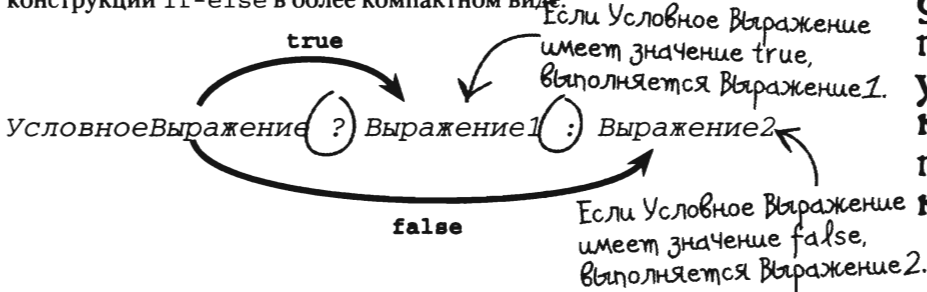 конструкции if-else в более компактном виде.
Если Условное Выражение
имеет значение true,
выполняется Выражение1.
true
УсловноеВыражение ? Выражение1 : Выражение2
false
Если Условное Выражение
имеет значение false,
выполняется Выражение2.